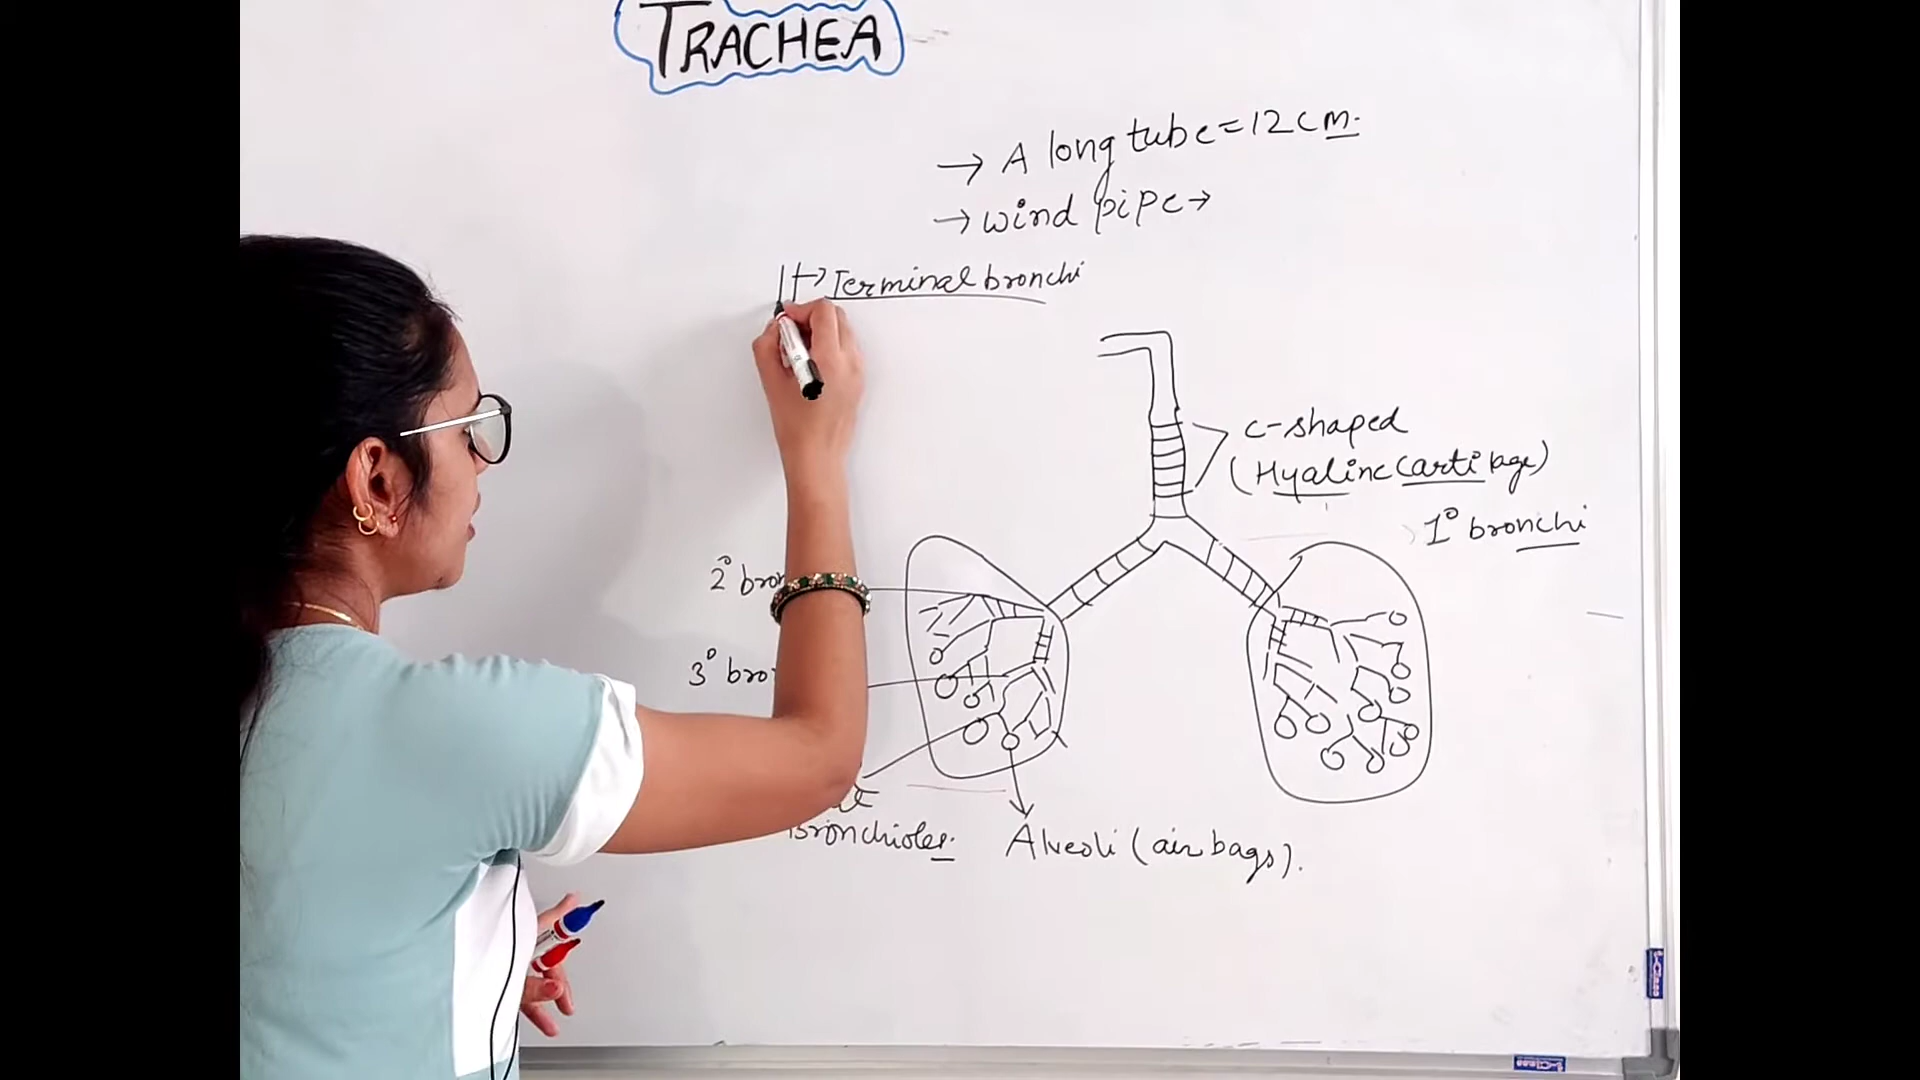 TRACHEA
→ A long tube = 12 cm.
→ wind pipe →
→ Terminal bronchi
c-shaped
(Hyaline cartilage)
1° bronchi
2° bron
3° bro
Bronchioles.
Alveoli (air bags).